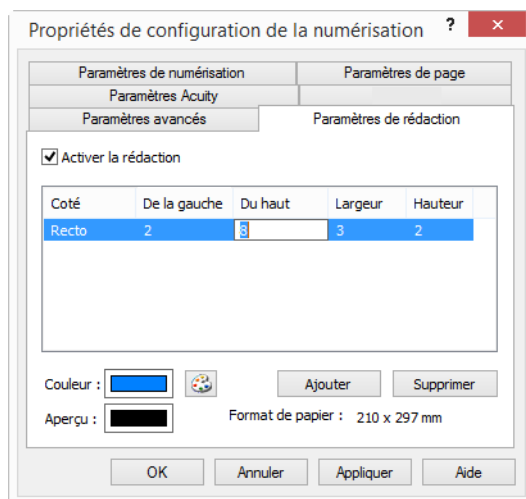 Propriétés de configuration de la numérisation ? ×
Paramètres de numérisation Paramètres de page
Paramètres Acuity
Paramètres avancés Paramètres de rédaction
Activer la rédaction
Coté De la gauche Du haut Largeur Hauteur
Recto 2 8 3 2
Couleur : Ajouter Supprimer
Aperçu : Format de papier : 210 x 297 mm
OK Annuler Appliquer Aide